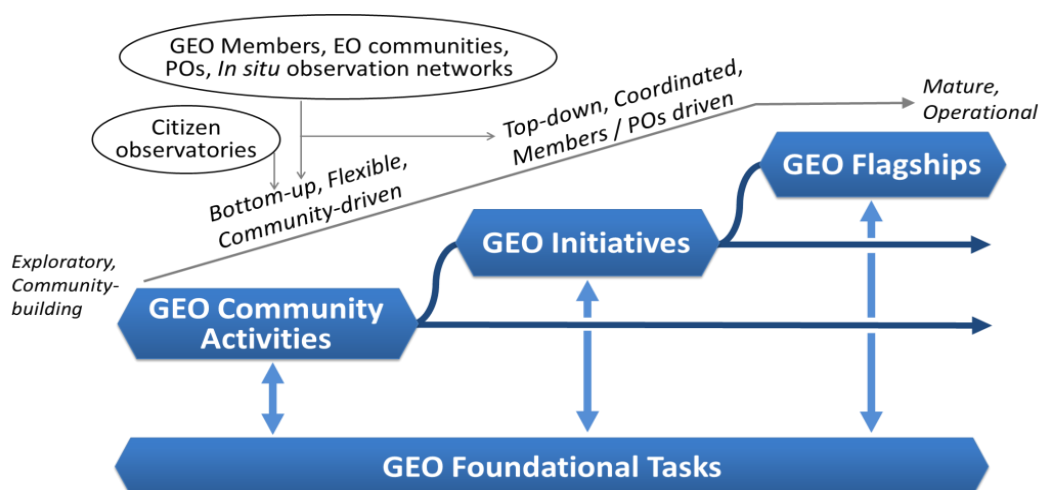 GEO Members, EO communities,
POs, In situ observation networks
Citizen
observatories
Bottom-up, Flexible,
Community-driven
Top-down, Coordinated,
Members / POs driven
Mature,
Operational
GEO Flagships
GEO Initiatives
Exploratory,
Community-
building
GEO Community
Activities
GEO Foundational Tasks